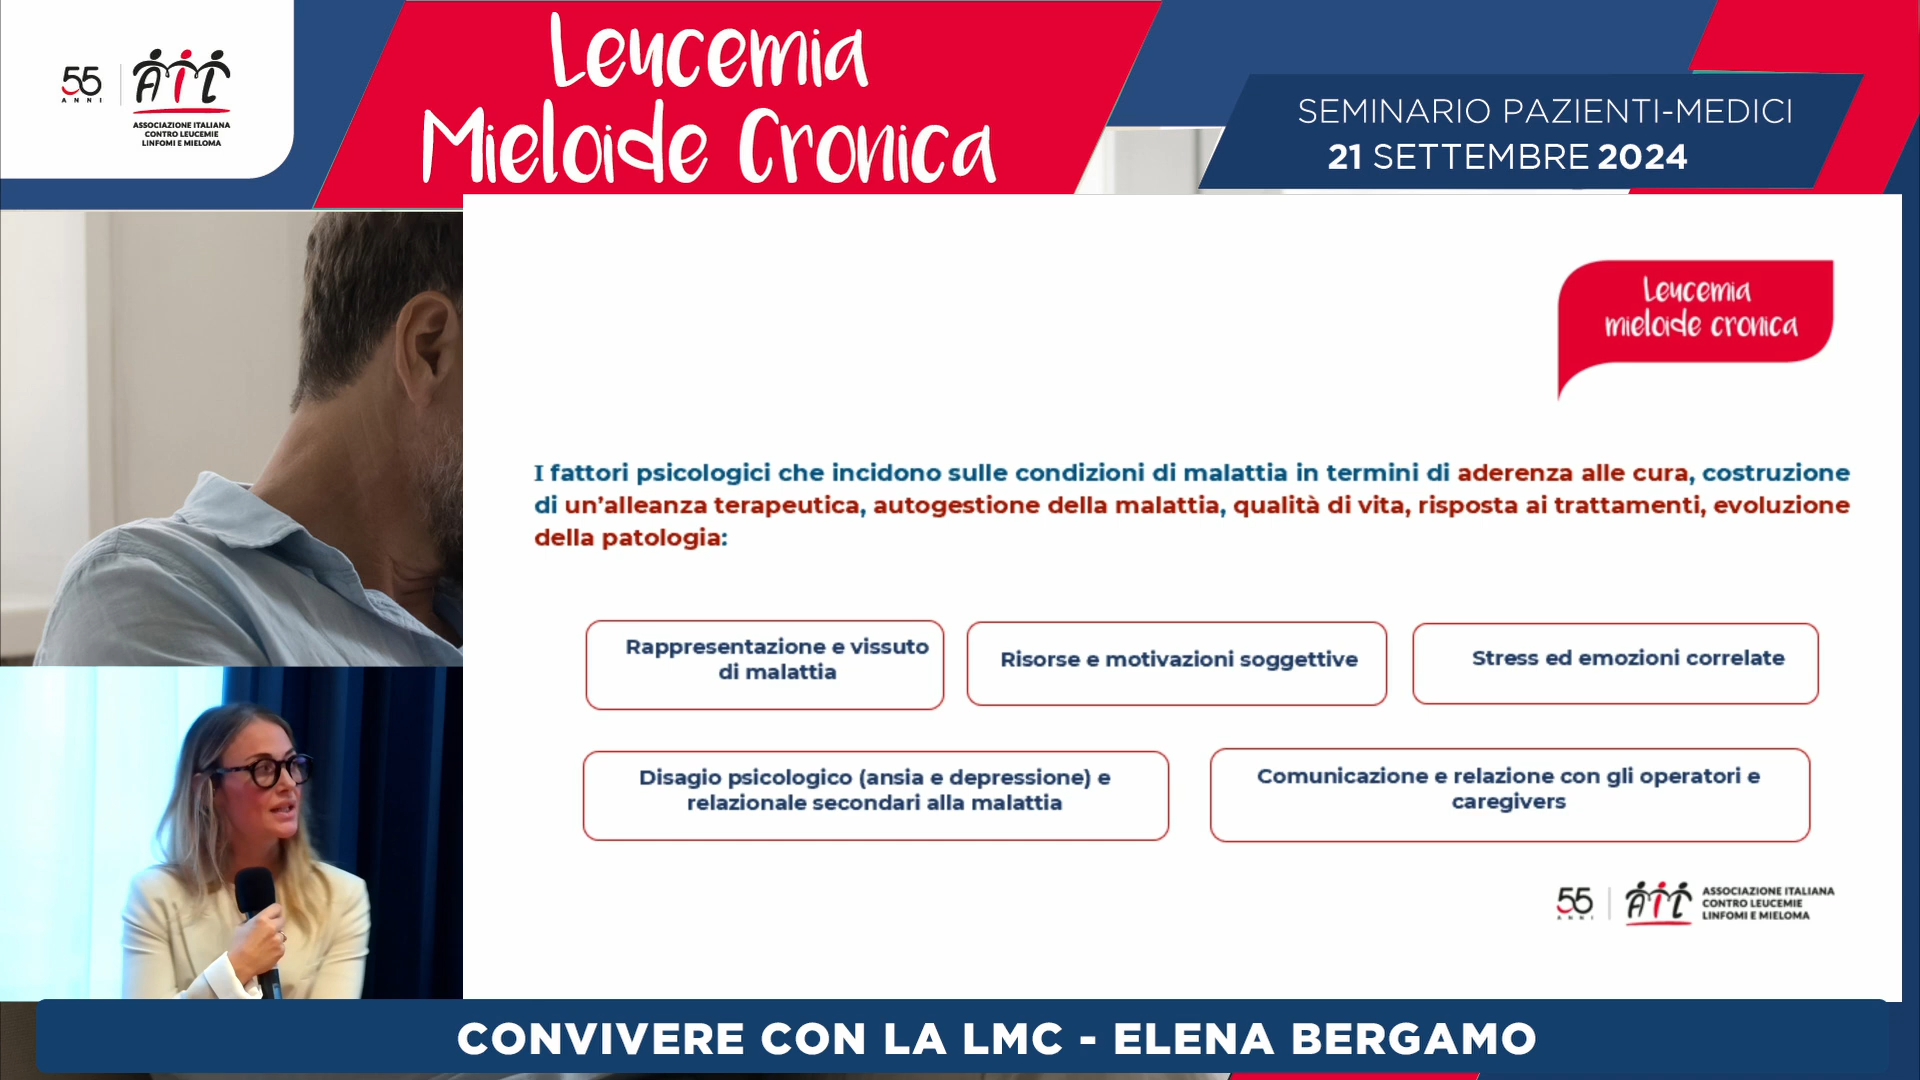 55
ANNI
AIL
ASSOCIAZIONE ITALIANA
CONTRO LEUCEMIE
LINFOMI E MIELOMA
Leucemia
Mieloide Cronica
SEMINARIO PAZIENTI-MEDICI
21 SETTEMBRE 2024
Leucemia
mieloide cronica
I fattori psicologici che incidono sulle condizioni di malattia in termini di aderenza alle cura, costruzione
di un’alleanza terapeutica, autogestione della malattia, qualità di vita, risposta ai trattamenti, evoluzione
della patologia:
Rappresentazione e vissuto
di malattia
Risorse e motivazioni soggettive
Stress ed emozioni correlate
Disagio psicologico (ansia e depressione) e
relazionale secondari alla malattia
Comunicazione e relazione con gli operatori e
caregivers
55
ANNI
AIL
ASSOCIAZIONE ITALIANA
CONTRO LEUCEMIE
LINFOMI E MIELOMA
CONVIVERE CON LA LMC - ELENA BERGAMO